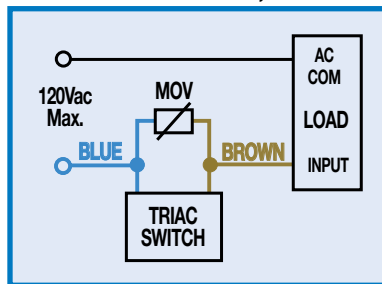 AC
COM
120Vac
Max.
MOV
LOAD
BLUE
BROWN
INPUT
TRIAC
SWITCH